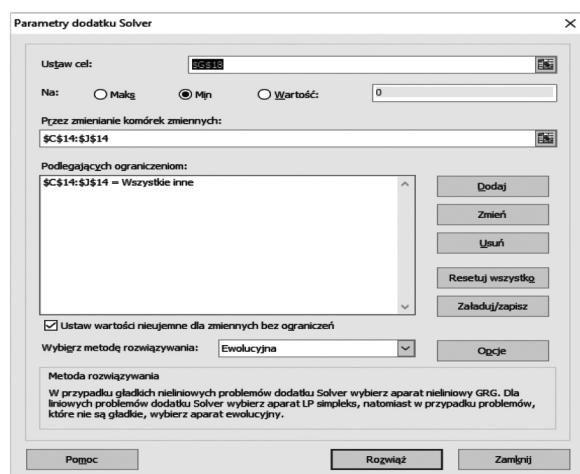 Parametry dodatku Solver
Ustaw cel:
$G$18
Na:
Maks
Min
Wartość:
0
Przez zmienianie komórek zmiennych:
$C$14:$J$14
Podlegających ograniczeniom:
$C$14:$J$14 = Wszystkie inne
Dodaj
Zmień
Usuń
Resetuj wszystko
Załaduj/zapisz
Ustaw wartości nieujemne dla zmiennych bez ograniczeń
Wybierz metodę rozwiązywania:
Ewolucyjna
Opcje
Metoda rozwiązywania
W przypadku gładkich nieliniowych problemów dodatku Solver wybierz aparat nieliniowy GRG. Dla
liniowych problemów dodatku Solver wybierz aparat LP simpleks, natomiast w przypadku problemów,
które nie są gładkie, wybierz aparat ewolucyjny.
Pomoc
Rozwiąż
Zamknij